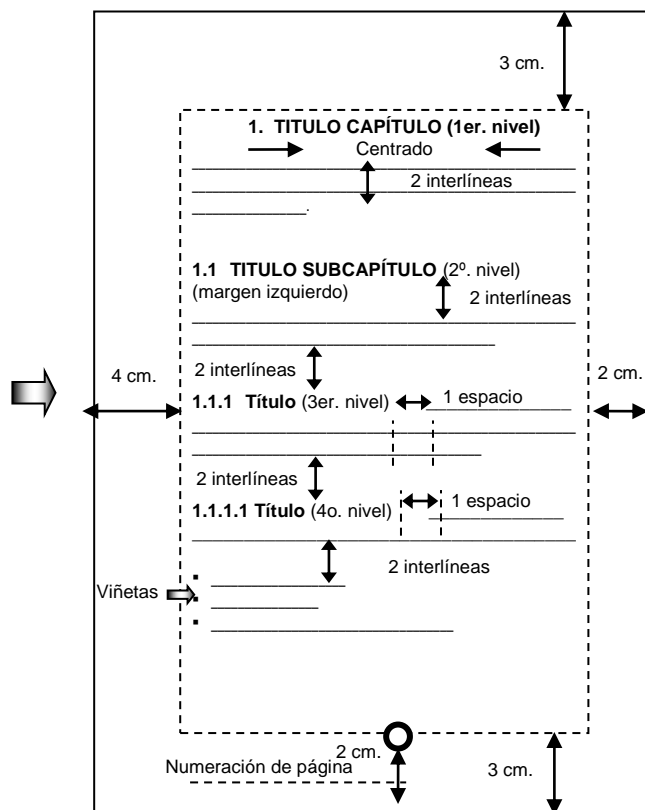 3 cm.
1. TITULO CAPÍTULO (1er. nivel)
Centrado
2 interlíneas
1.1 TITULO SUBCAPÍTULO (2º. nivel)
(margen izquierdo)
2 interlíneas
2 interlíneas
4 cm.
2 cm.
1.1.1 Título (3er. nivel)
1 espacio
2 interlíneas
1.1.1.1 Título (4o. nivel)
1 espacio
2 interlíneas
Viñetas
2 cm.
Numeración de página
3 cm.